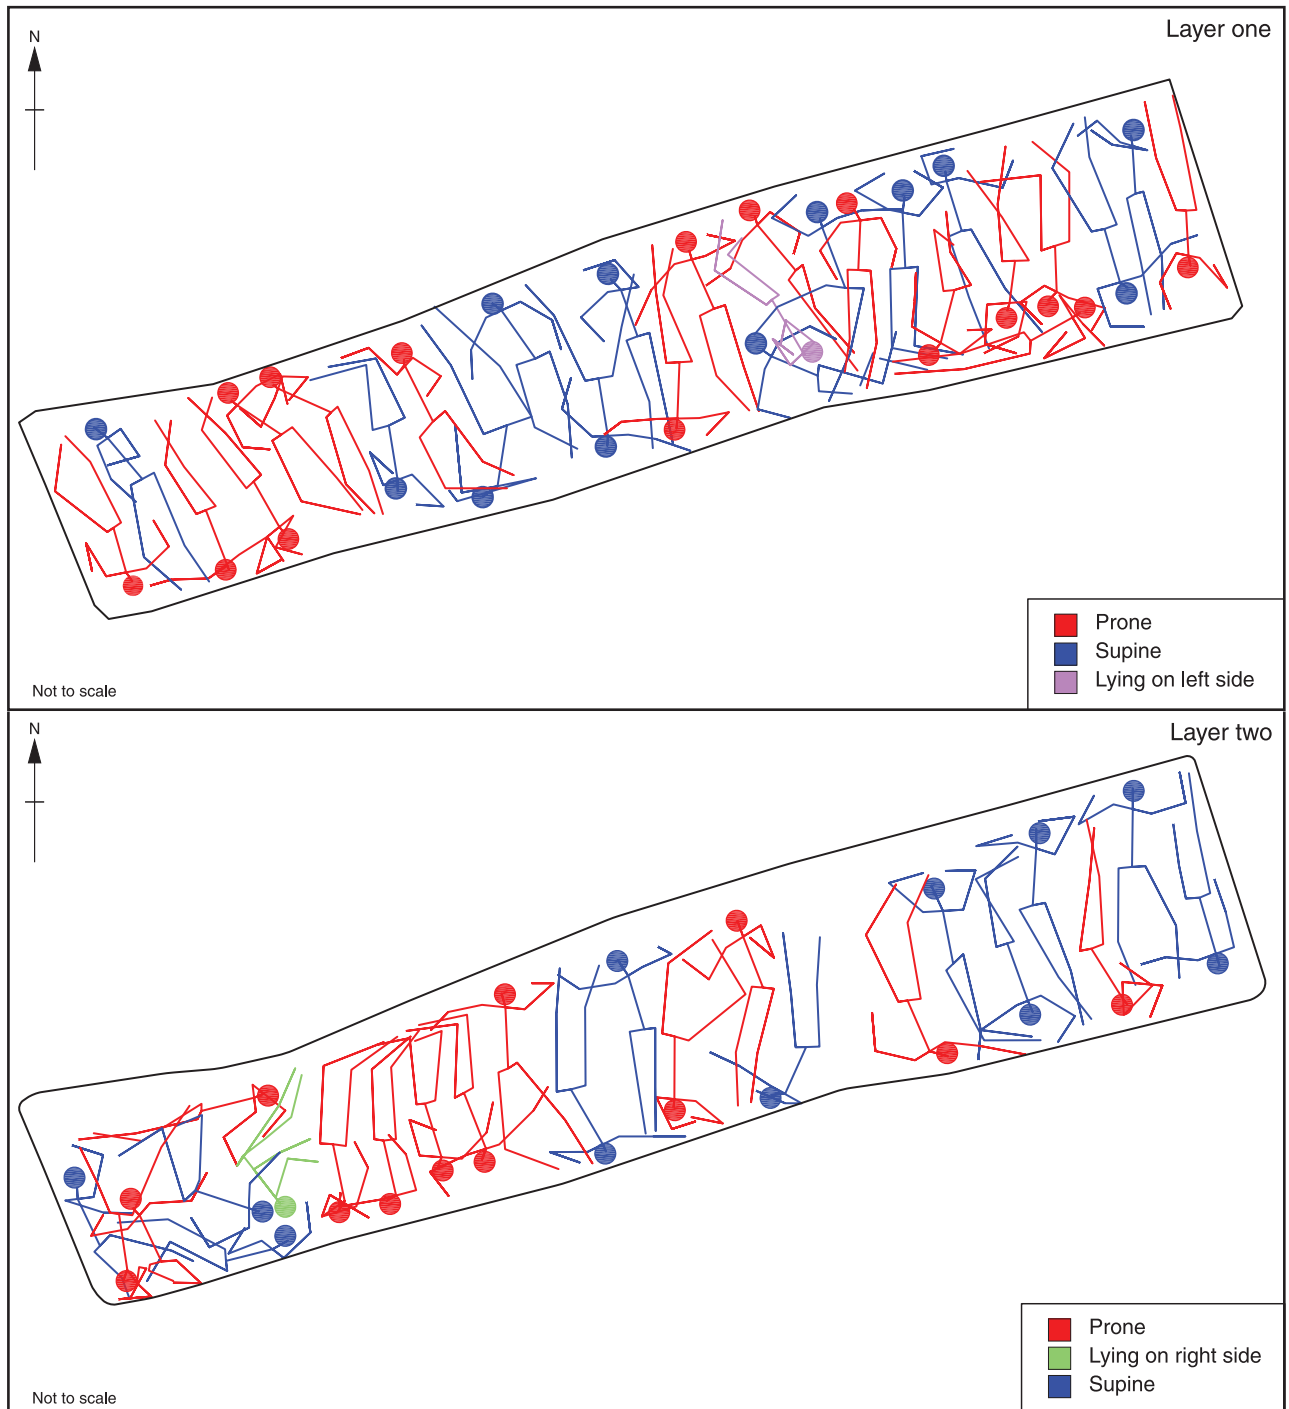 N
Layer one
Prone
Supine
Lying on left side
Not to scale
N
Layer two
Prone
Lying on right side
Supine
Not to scale